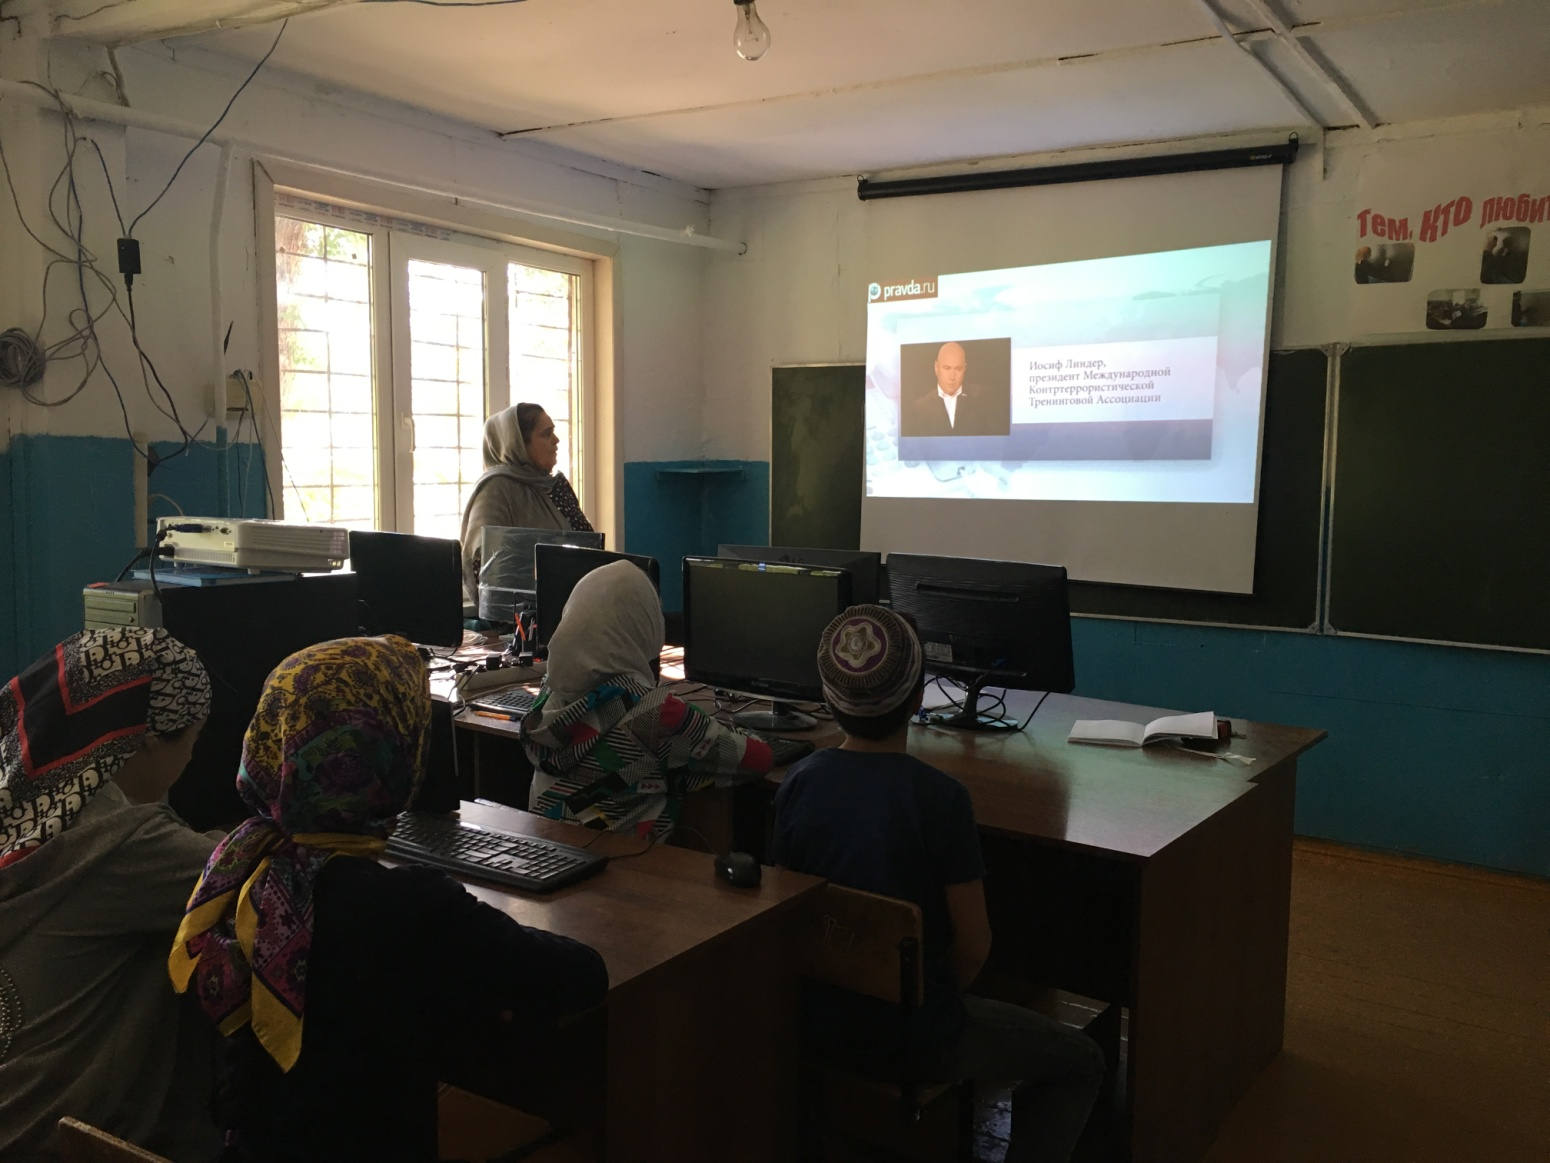 pravda.ru
Иосиф Линдер,
президент Международной
Контртеррористической
Тренинговой Ассоциации
Тем, кто любит